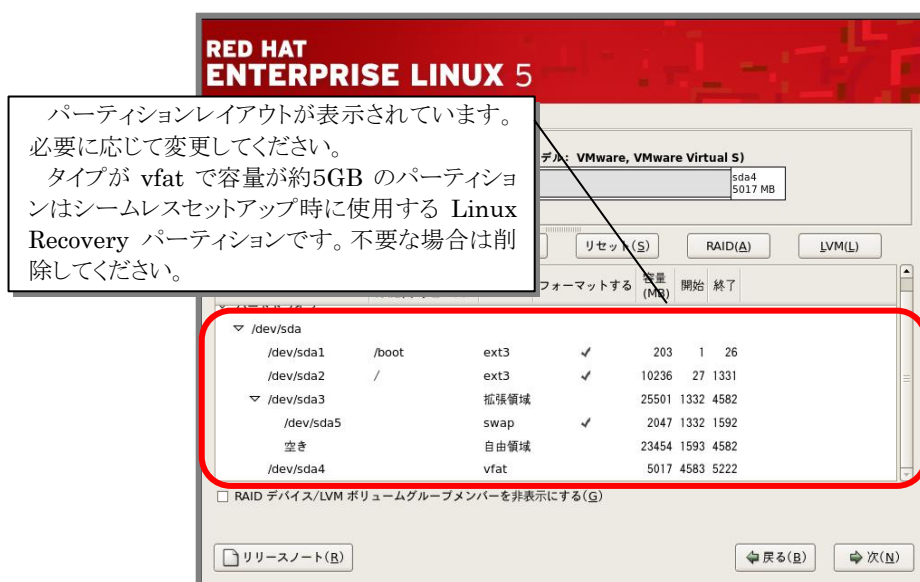 RED HAT
ENTERPRISE LINUX 5
パーティションレイアウトが表示されています。
必要に応じて変更してください。
タイプが vfat で容量が約5GB のパーティショ
ンはシームレスセットアップ時に使用する Linux
Recovery パーティションです。不要な場合は削
除してください。
デル: VMware, VMware Virtual S)
sda4
5017 MB
リセット(S) RAID(A) LVM(L)
フォーマットする 容量 (MB) 開始 終了
/dev/sda
/dev/sda1 /boot ext3 ✓ 203 1 26
/dev/sda2 / ext3 ✓ 10236 27 1331
/dev/sda3 拡張領域 25501 1332 4582
/dev/sda5 swap ✓ 2047 1332 1592
空き 自由領域 23454 1593 4582
/dev/sda4 vfat 5017 4583 5222
RAID デバイス/LVM ボリュームグループメンバーを非表示にする(G)
リリースノート(R) 戻る(B) 次(N)